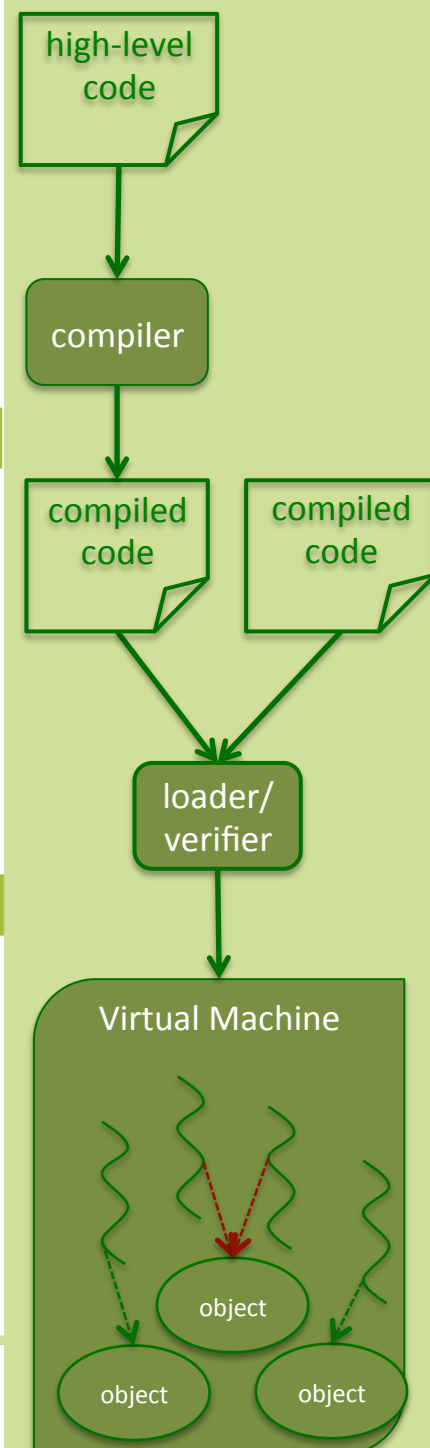 high-level
code
compiler
compiled
code
compiled
code
loader/
verifier
Virtual Machine
object
object
object